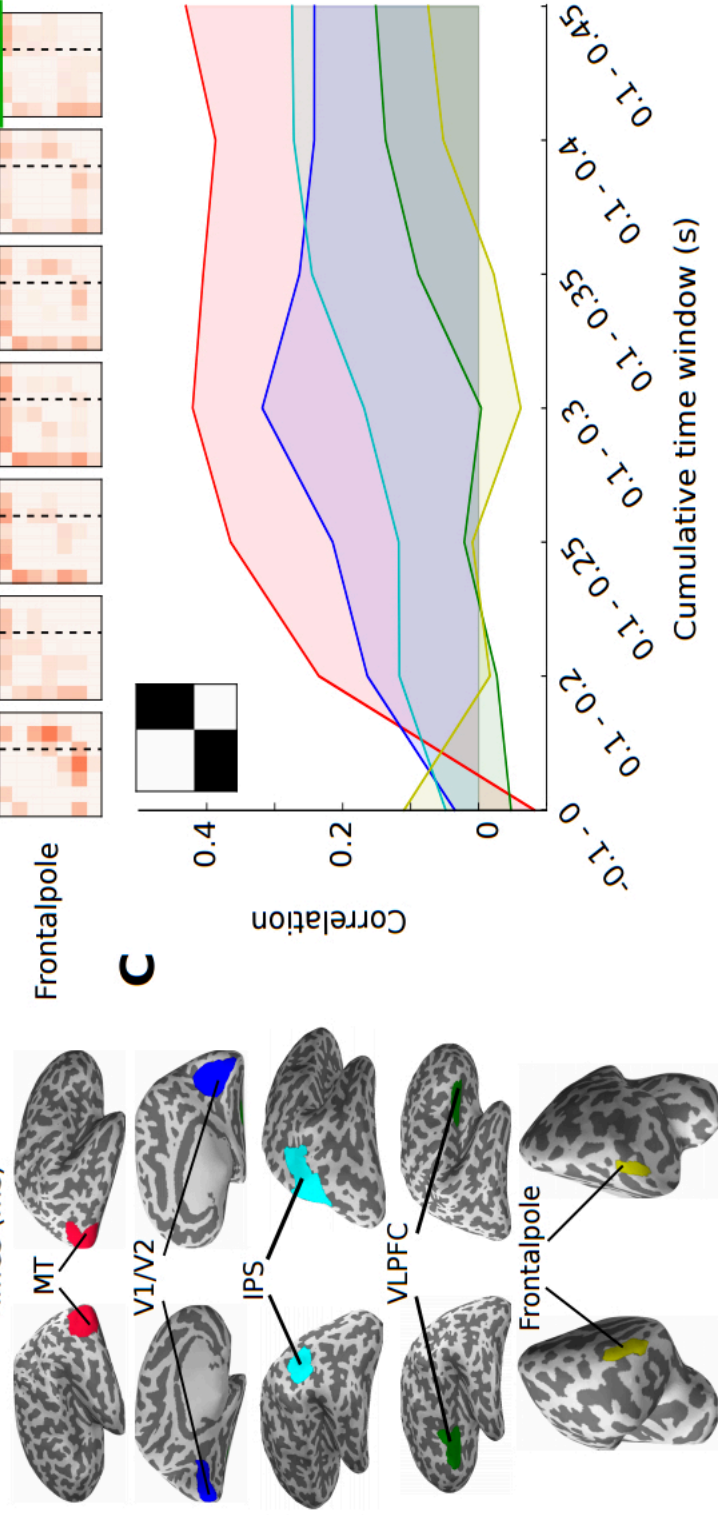 MT
V1/V2
IPS
VLPFC
Frontalpole
Frontalpole
C
Correlation
0.4
0.2
0
-0.1 - 0
0.1 - 0.2
0.1 - 0.25
0.1 - 0.3
0.1 - 0.35
0.1 - 0.4
0.1 - 0.45
Cumulative time window (s)